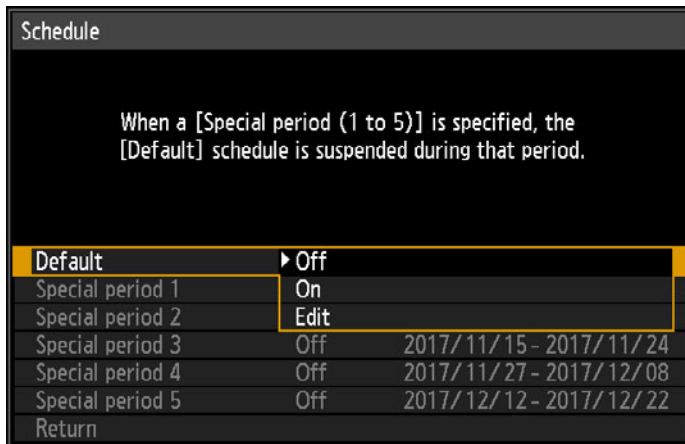 Schedule
When a [Special period (1 to 5)] is specified, the
[Default] schedule is suspended during that period.
Default Off
Special period 1 On
Special period 2 Edit
Special period 3 Off 2017/11/15-2017/11/24
Special period 4 Off 2017/11/27-2017/12/08
Special period 5 Off 2017/12/12-2017/12/22
Return